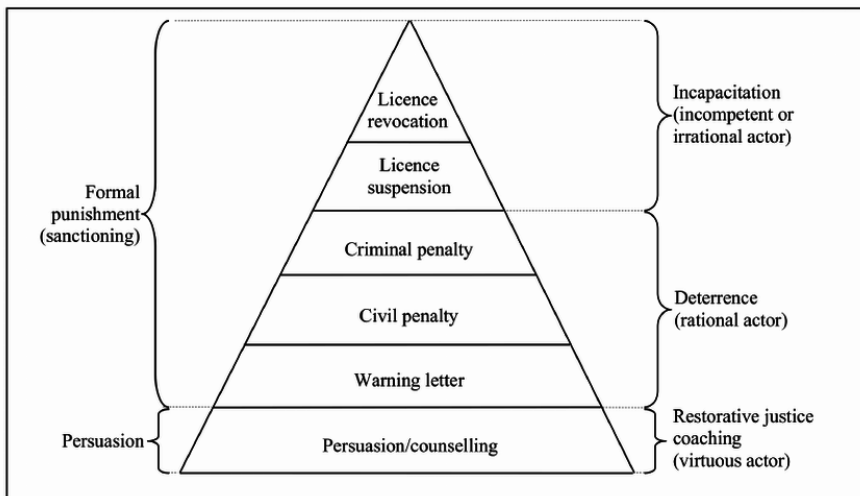 Formal
punishment
(sanctioning)
Persuasion
Licence
revocation
Licence
suspension
Criminal penalty
Civil penalty
Warning letter
Persuasion/counselling
Incapacitation
(incompetent or
irrational actor)
Deterrence
(rational actor)
Restorative justice
coaching
(virtuous actor)